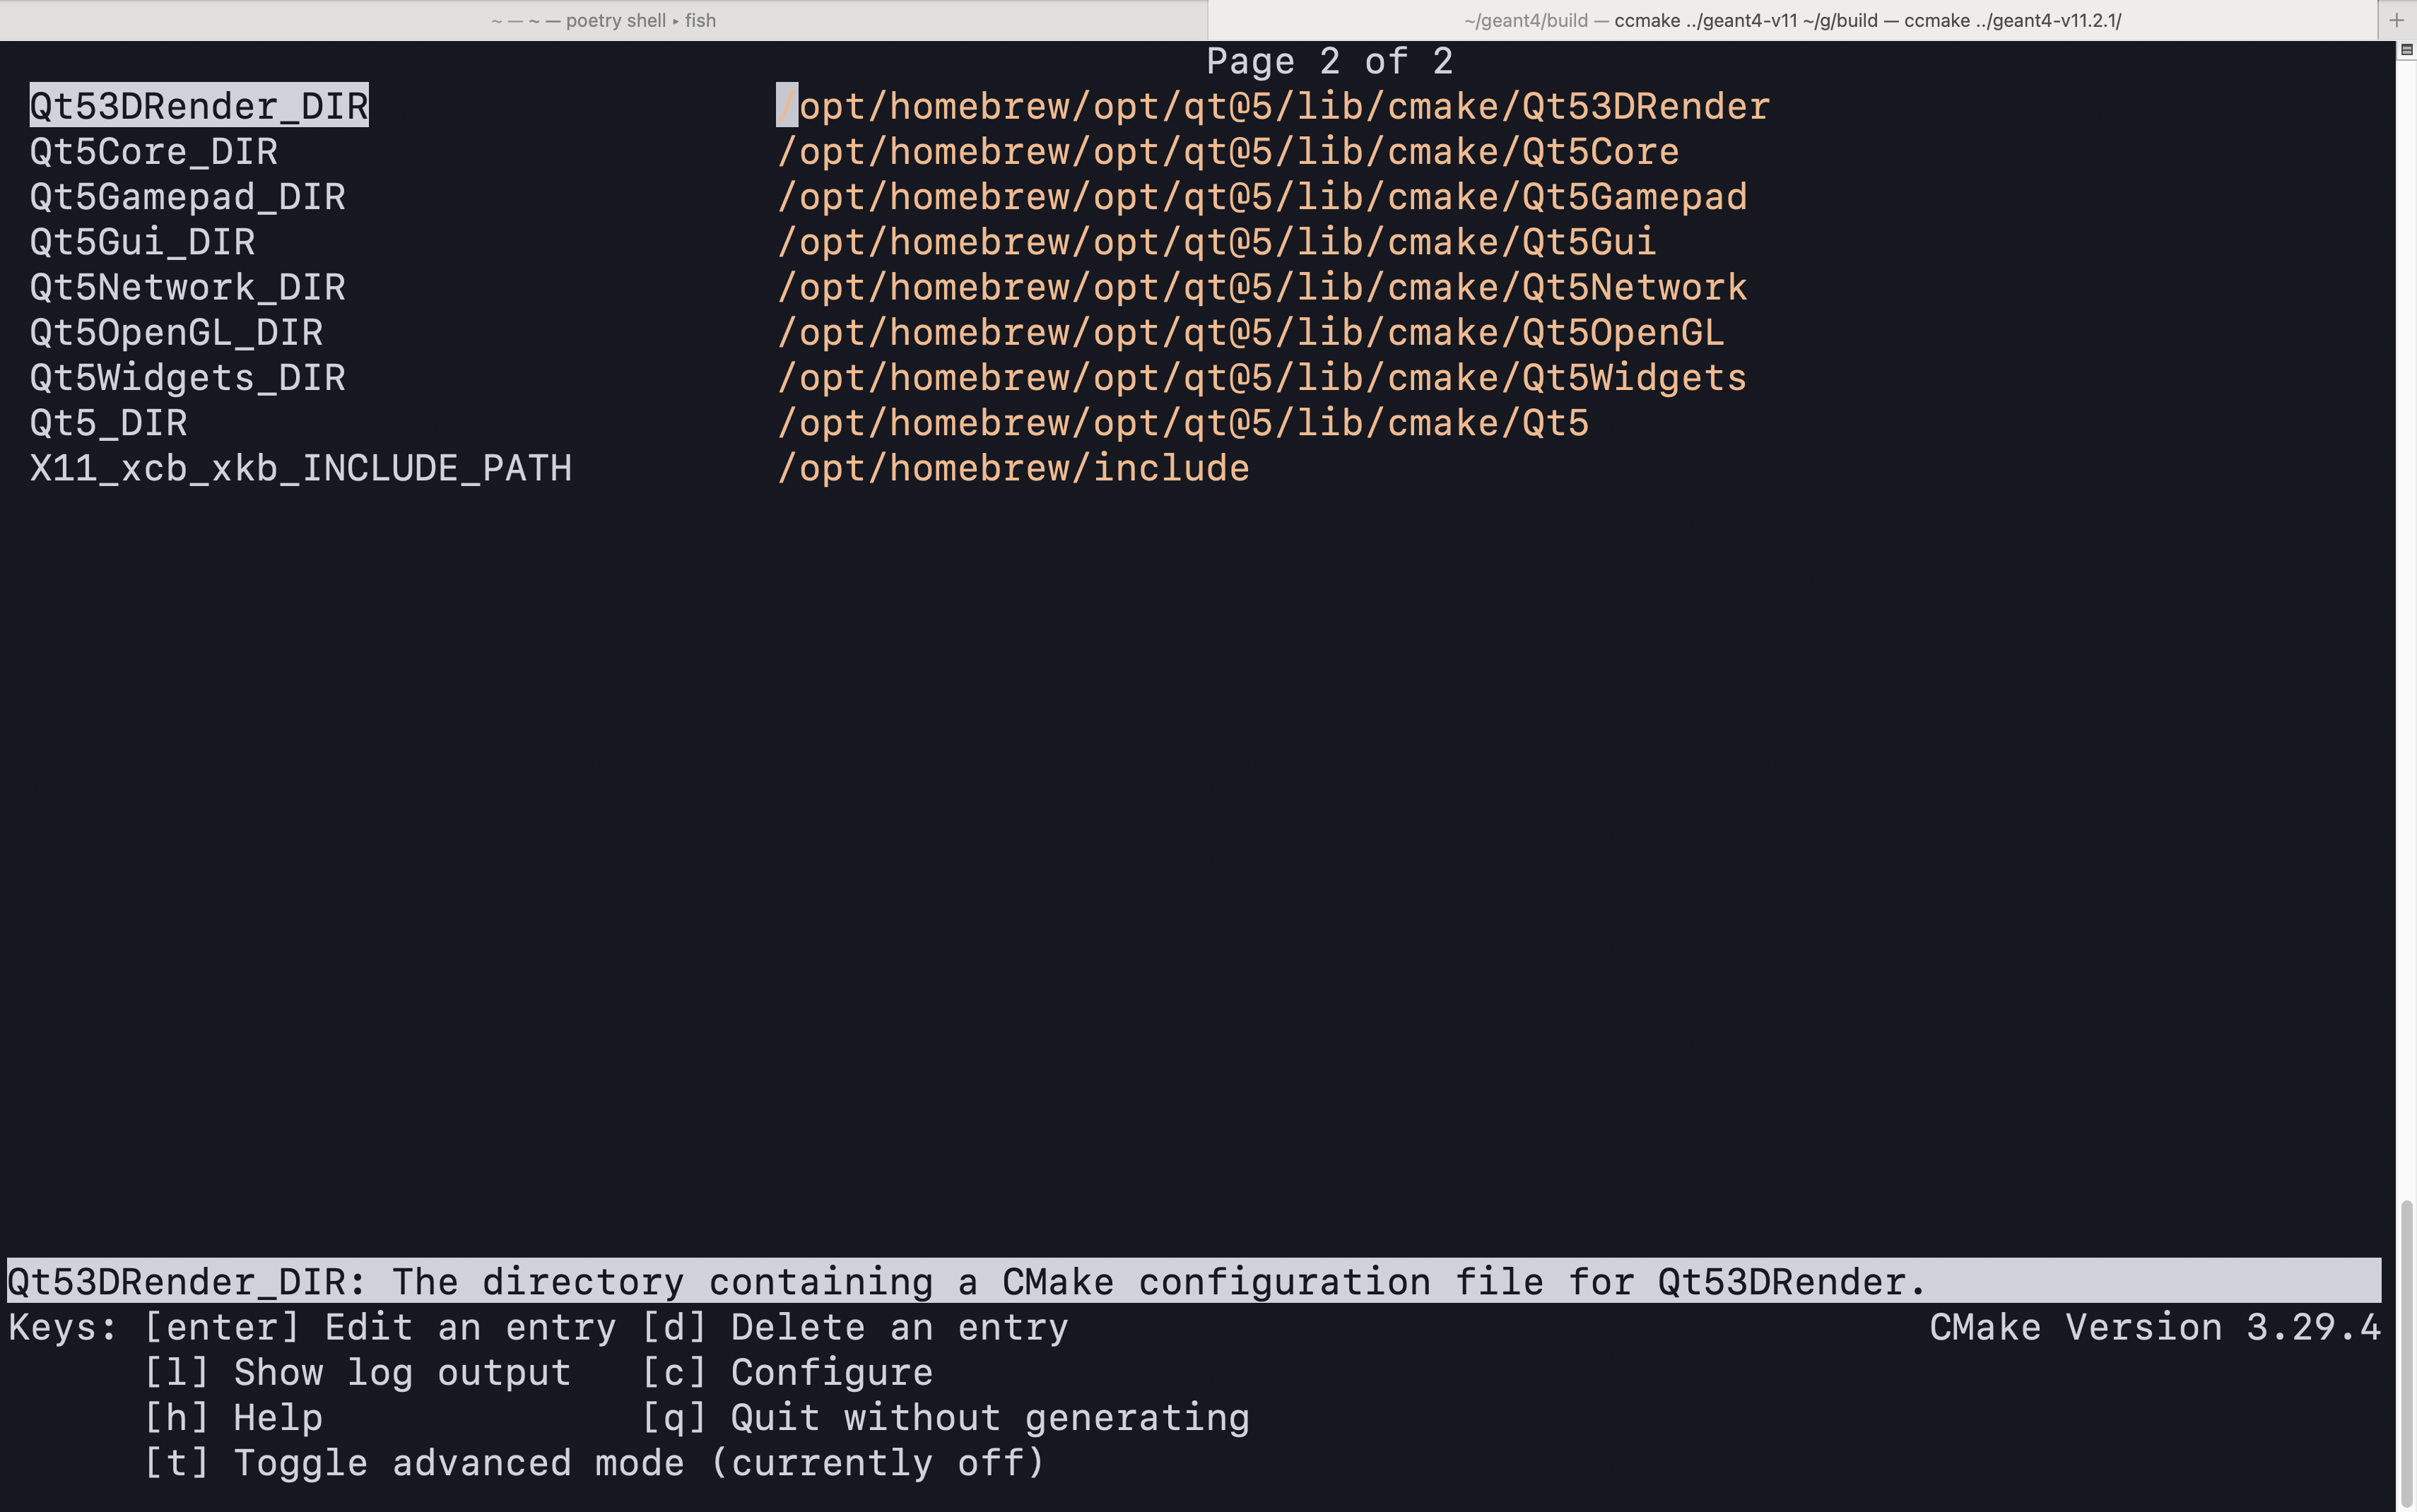 ~ — ~ — poetry shell ▸ fish
~/geant4/build — ccmake ../geant4-v11 ~/g/build — ccmake ../geant4-v11.2.1/
+
Page 2 of 2
Qt53DRender_DIR /opt/homebrew/opt/qt@5/lib/cmake/Qt53DRender
Qt5Core_DIR /opt/homebrew/opt/qt@5/lib/cmake/Qt5Core
Qt5Gamepad_DIR /opt/homebrew/opt/qt@5/lib/cmake/Qt5Gamepad
Qt5Gui_DIR /opt/homebrew/opt/qt@5/lib/cmake/Qt5Gui
Qt5Network_DIR /opt/homebrew/opt/qt@5/lib/cmake/Qt5Network
Qt5OpenGL_DIR /opt/homebrew/opt/qt@5/lib/cmake/Qt5OpenGL
Qt5Widgets_DIR /opt/homebrew/opt/qt@5/lib/cmake/Qt5Widgets
Qt5_DIR /opt/homebrew/opt/qt@5/lib/cmake/Qt5
X11_xcb_xkb_INCLUDE_PATH /opt/homebrew/include
Qt53DRender_DIR: The directory containing a CMake configuration file for Qt53DRender.
Keys: [enter] Edit an entry [d] Delete an entry CMake Version 3.29.4
[l] Show log output [c] Configure
[h] Help [q] Quit without generating
[t] Toggle advanced mode (currently off)